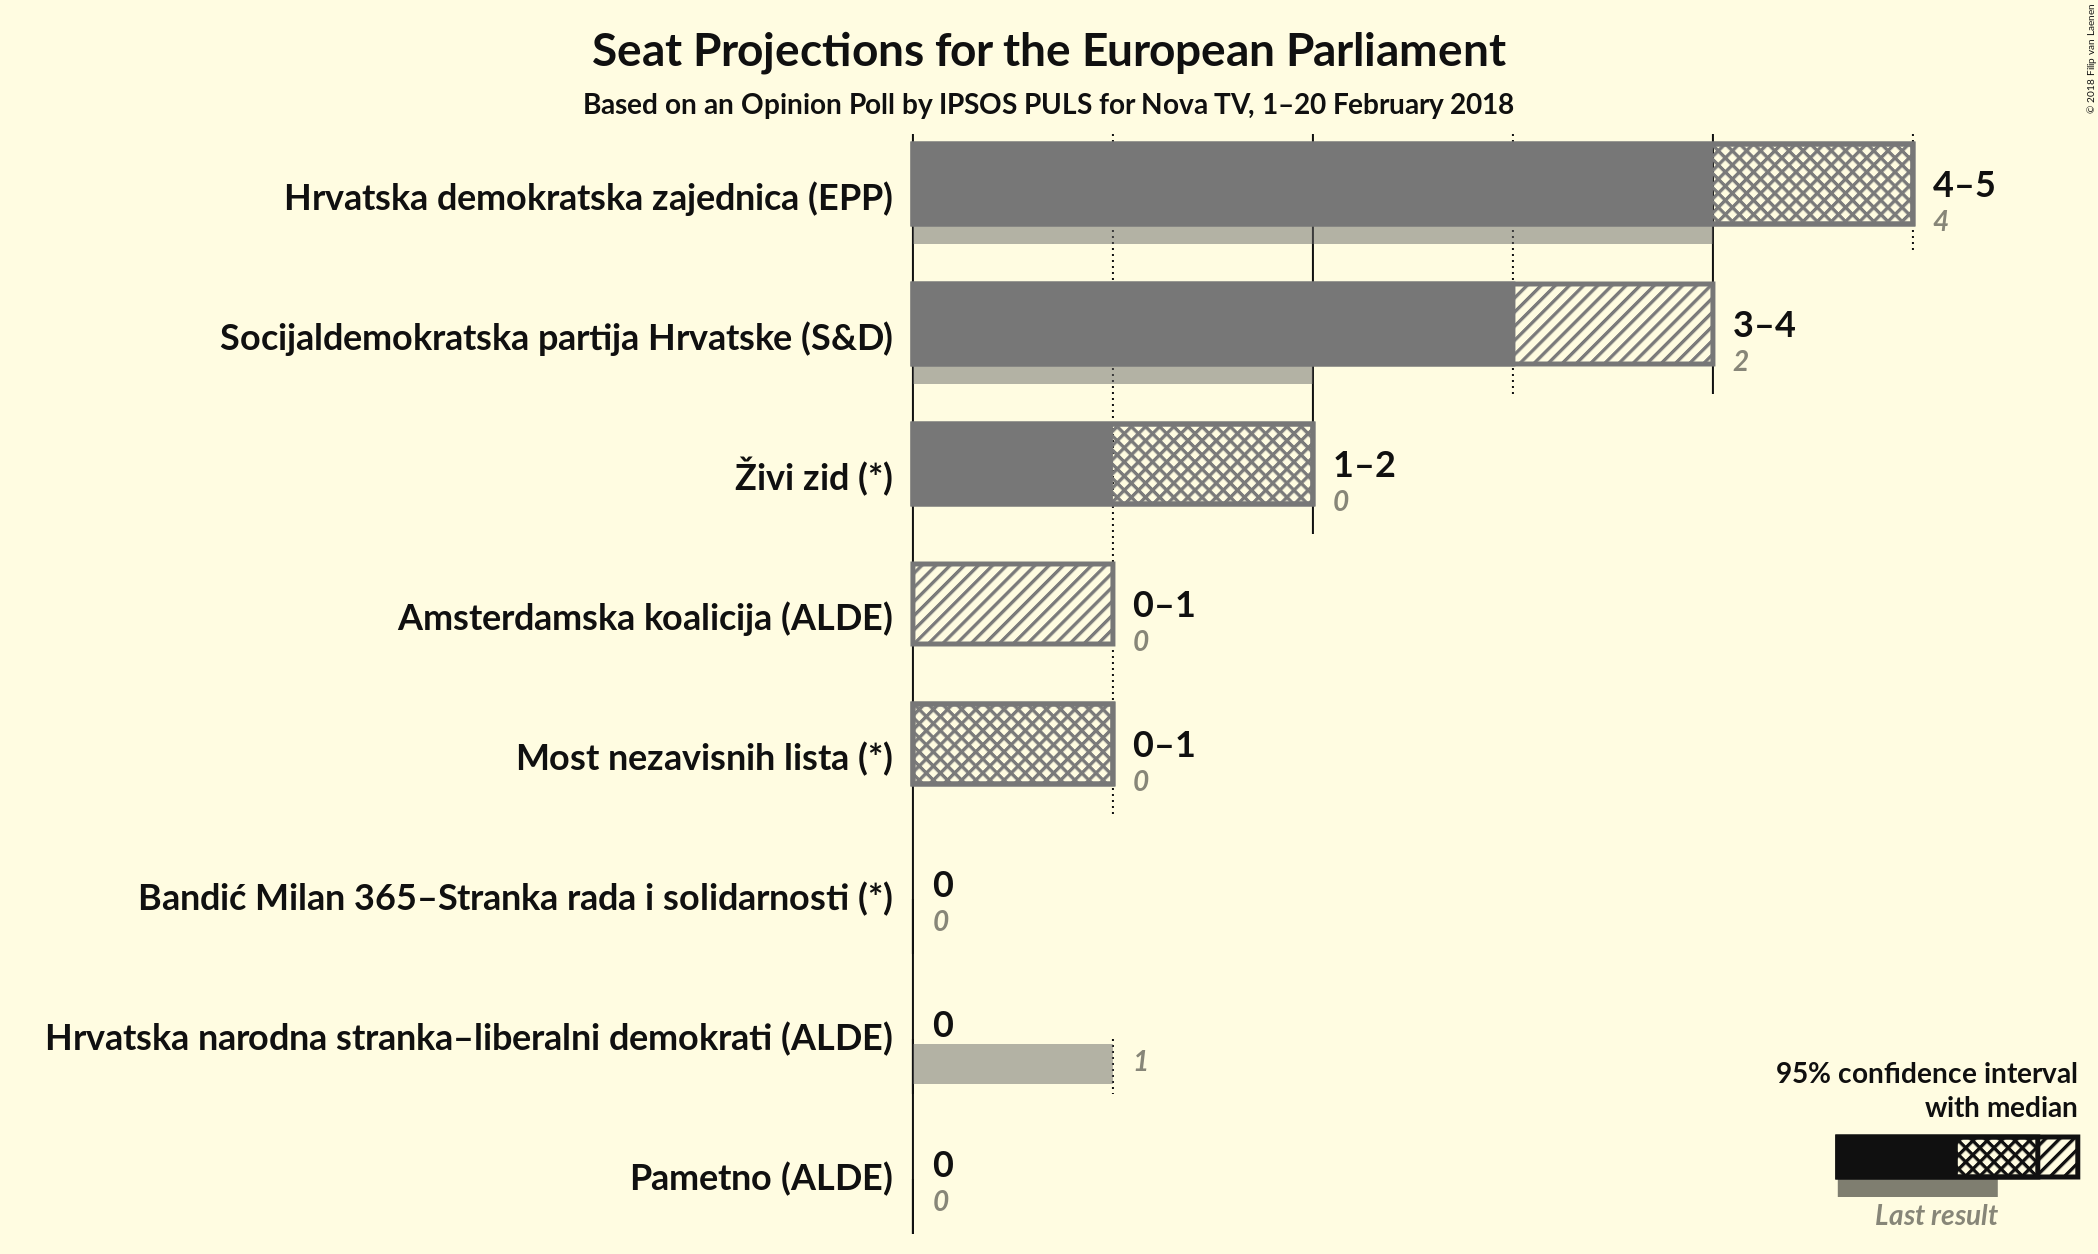 Seat Projections for the European Parliament
Based on an Opinion Poll by IPSOS PULS for Nova TV, 1–20 February 2018
© 2018 Filip van Laenen
Hrvatska demokratska zajednica (EPP)
4–5
4
Socijaldemokratska partija Hrvatske (S&D)
3–4
2
Živi zid (*)
1–2
0
Amsterdamska koalicija (ALDE)
0–1
0
Most nezavisnih lista (*)
0–1
0
Bandić Milan 365–Stranka rada i solidarnosti (*)
0
0
Hrvatska narodna stranka–liberalni demokrati (ALDE)
0
1
Pametno (ALDE)
0
0
95% confidence interval
with median
Last result